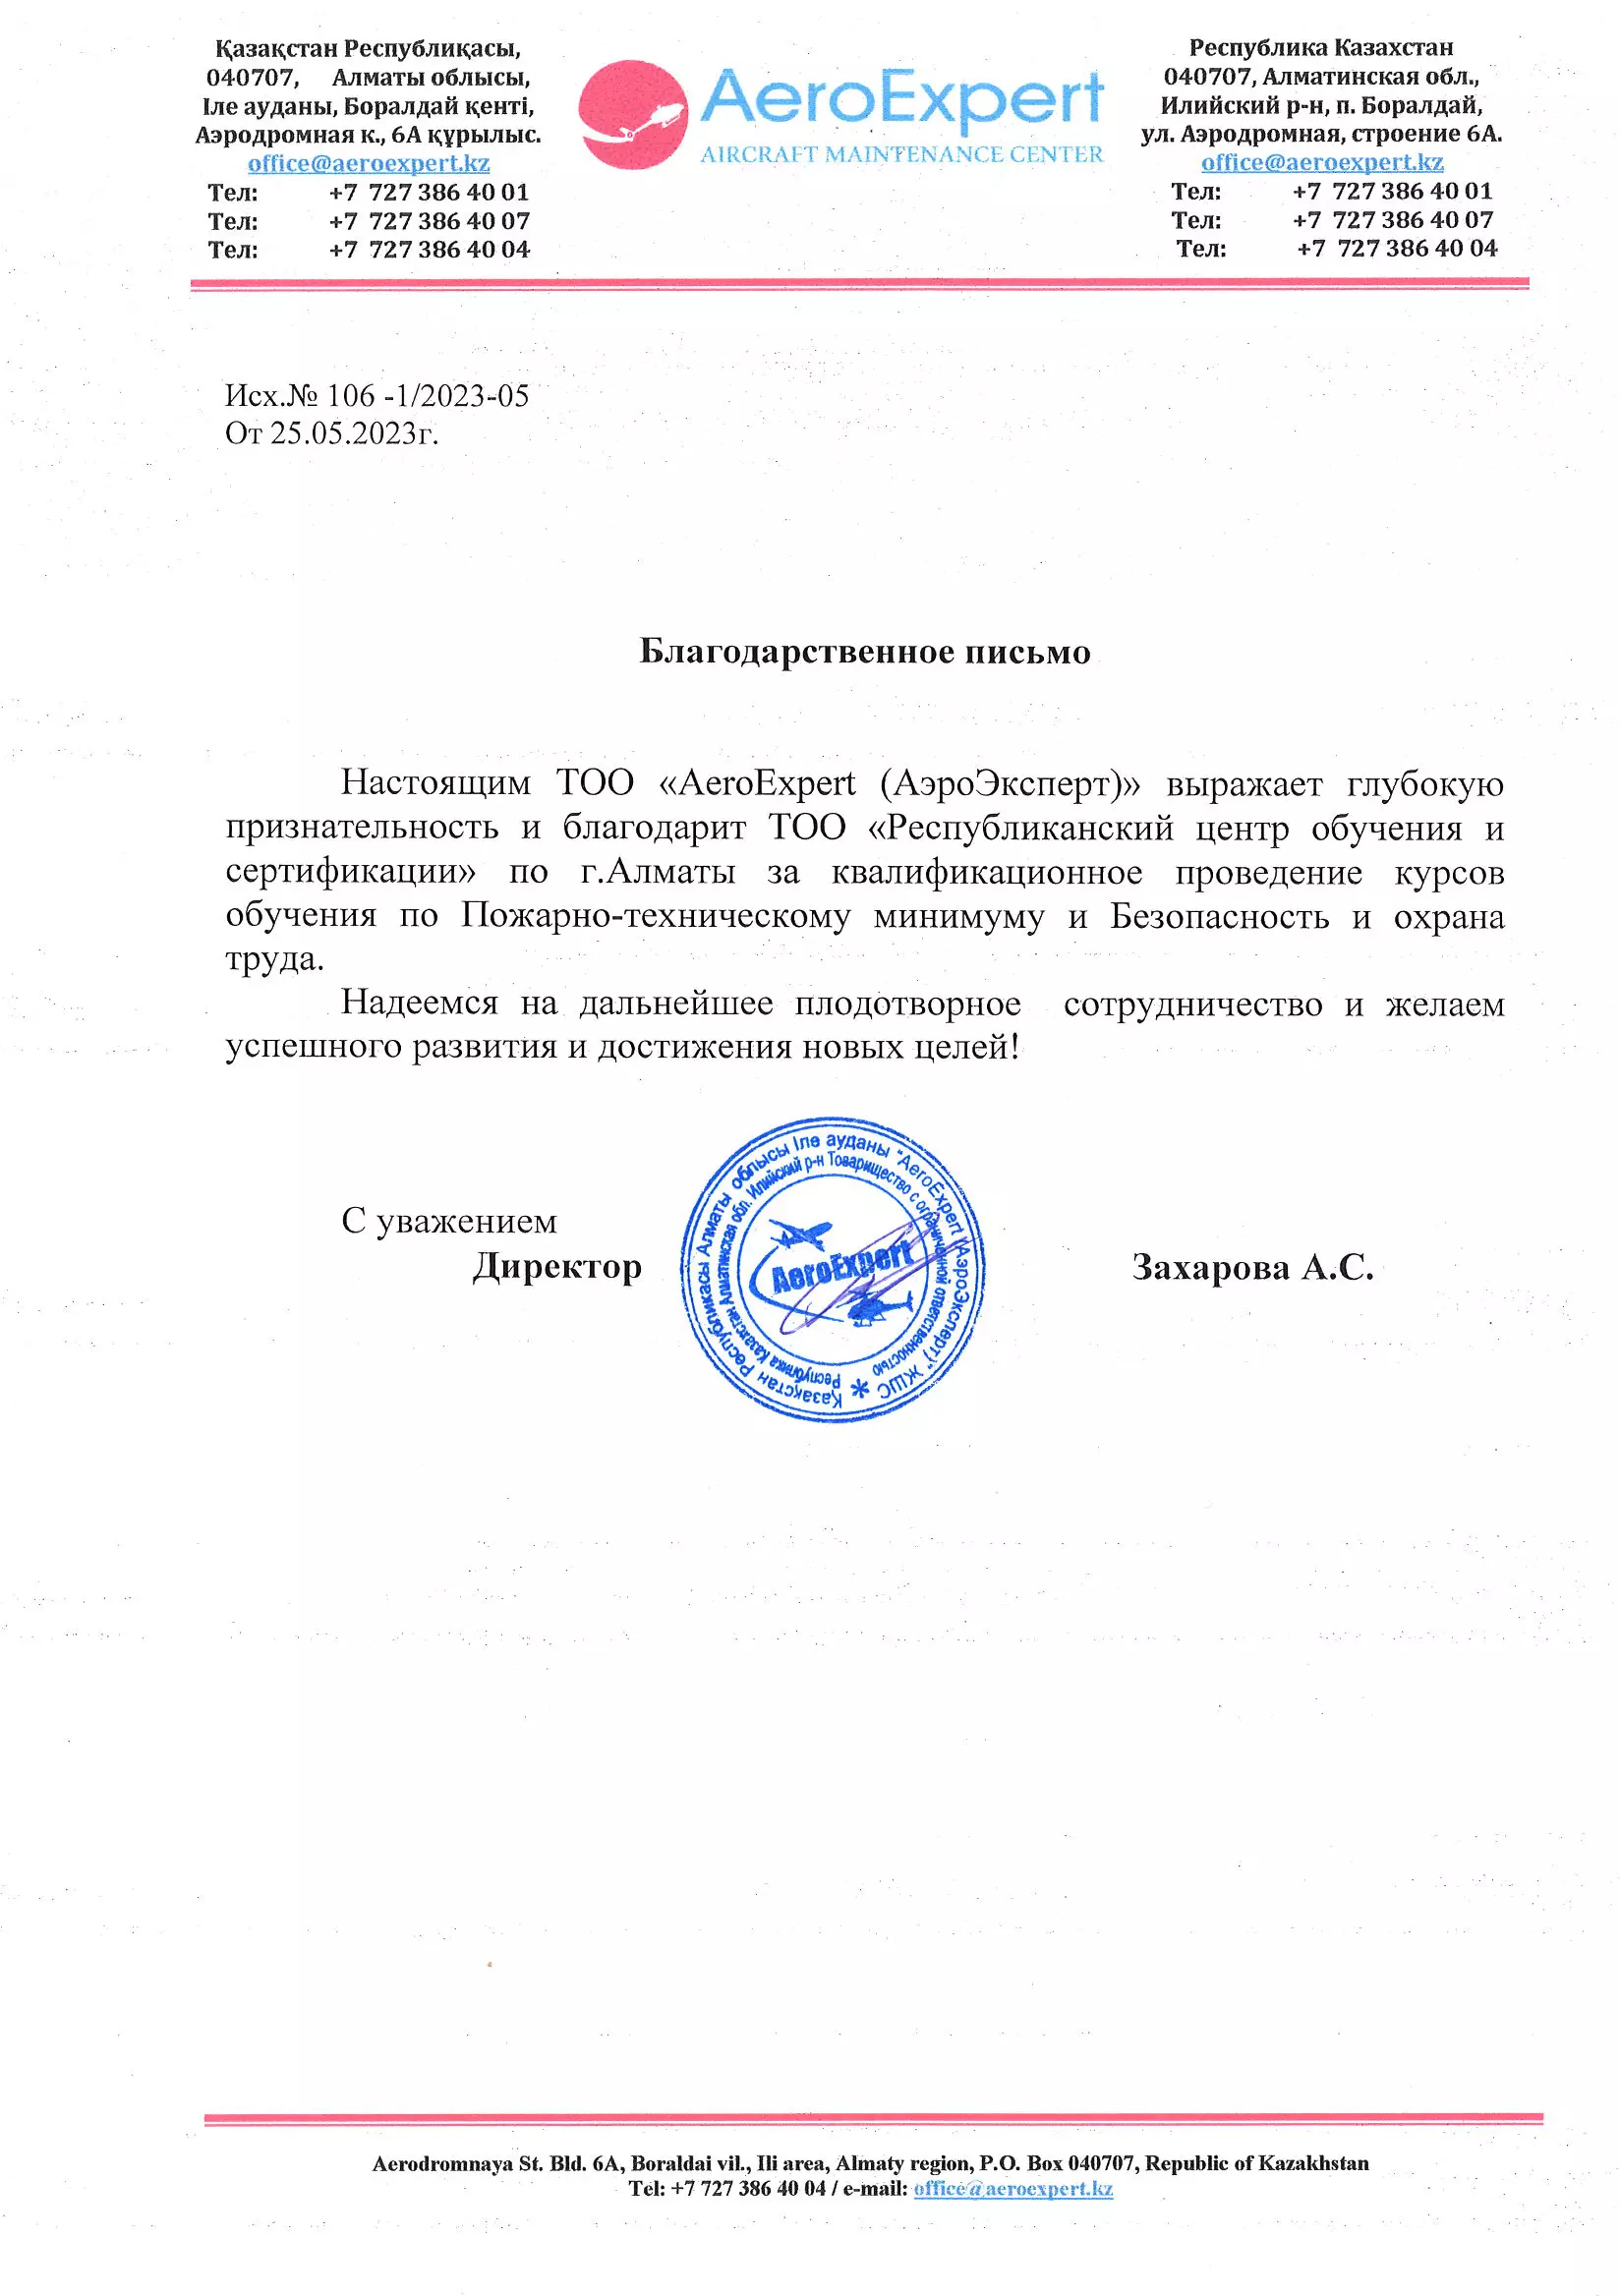 Қазақстан Республиқасы,
040707, Алматы облысы,
Іле ауданы, Боралдай қенті,
Аэродромная к., 6А құрылыс.
office@aeroexpert.kz
Тел: +7 727 386 40 01
Тел: +7 727 386 40 07
Тел: +7 727 386 40 04
AeroExpert
AIRCRAFT MAINTENANCE CENTER
Республика Казахстан
040707, Алматинская обл.,
Илийский р-н, п. Боралдай,
ул. Аэродромная, строение 6А.
office@aeroexpert.kz
Тел: +7 727 386 40 01
Тел: +7 727 386 40 07
Тел: +7 727 386 40 04
Исх.№ 106 -1/2023-05
От 25.05.2023г.
Благодарственное письмо
Настоящим ТОО «AeroExpert (АэроЭксперт)» выражает глубокую
признательность и благодарит ТОО «Республиканский центр обучения и
сертификации» по г.Алматы за квалификационное проведение курсов
обучения по Пожарно-техническому минимуму и Безопасность и охрана
труда.
Надеемся на дальнейшее плодотворное сотрудничество и желаем
успешного развития и достижения новых целей!
С уважением
Директор
Захарова А.С.
Қазақстан Республикасы Алматы облысы Іле ауданы "AeroExpert (АэроЭксперт)" ЖШС
Республика Казахстан Алматинская обл. Илийский р-н Товарищество с ограниченной ответственностью
AeroExpert
Aerodromnaya St. Bld. 6A, Boraldai vil., Ili area, Almaty region, P.O. Box 040707, Republic of Kazakhstan
Tel: +7 727 386 40 04 / e-mail: office@aeroexpert.kz